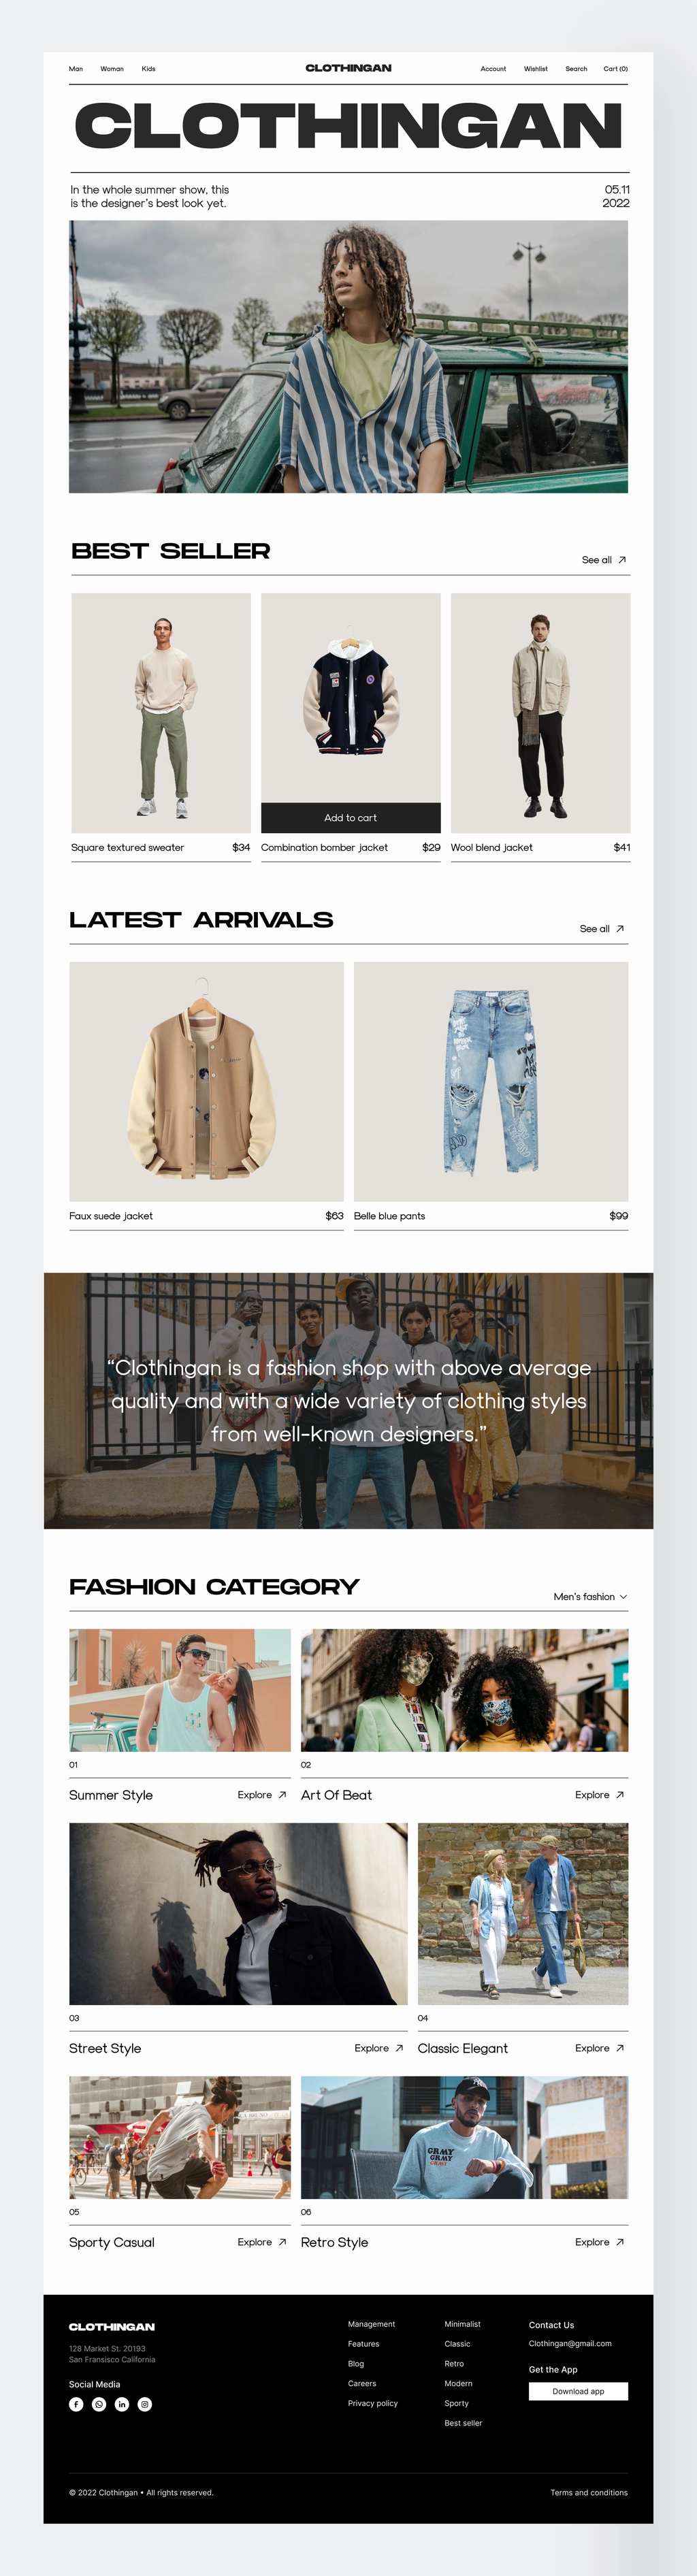 Man Woman Kids CLOTHINGAN Account Wishlist Search Cart (0)
CLOTHINGAN
In the whole summer show, this
is the designer's best look yet.
05.11
2022
BEST SELLER
See all
Add to cart
Square textured sweater $34
Combination bomber jacket $29
Wool blend jacket $41
LATEST ARRIVALS
See all
Faux suede jacket $63
Belle blue pants $99
“Clothingan is a fashion shop with above average
quality and with a wide variety of clothing styles
from well-known designers.”
FASHION CATEGORY
Men's fashion
01
Summer Style Explore
02
Art Of Beat Explore
03
Street Style Explore
04
Classic Elegant Explore
GRMY
GRMY
05
Sporty Casual Explore
06
Retro Style Explore
CLOTHINGAN
128 Market St. 20193
San Fransisco California
Social Media
Management
Features
Blog
Careers
Privacy policy
Minimalist
Classic
Retro
Modern
Sporty
Best seller
Contact Us
Clothingan@gmail.com
Get the App
Download app
© 2022 Clothingan • All rights reserved.
Terms and conditions